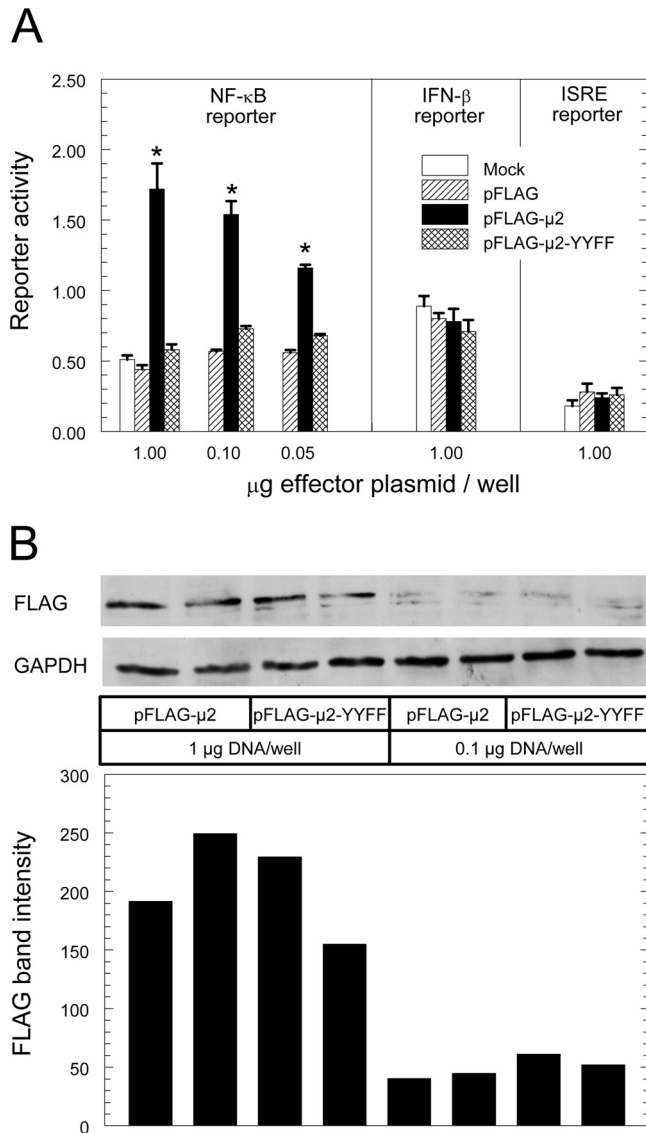 A
2.50
2.00
1.50
1.00
0.50
0.00
Reporter activity
NF-κB
reporter
IFN-β
reporter
ISRE
reporter
Mock
pFLAG
pFLAG-µ2
pFLAG-µ2-YYFF
*
*
*
1.00
0.10
0.05
1.00
1.00
µg effector plasmid / well
B
FLAG
GAPDH
pFLAG-µ2
pFLAG-µ2-YYFF
pFLAG-µ2
pFLAG-µ2-YYFF
1 µg DNA/well
0.1 µg DNA/well
300
250
200
150
100
50
0
FLAG band intensity